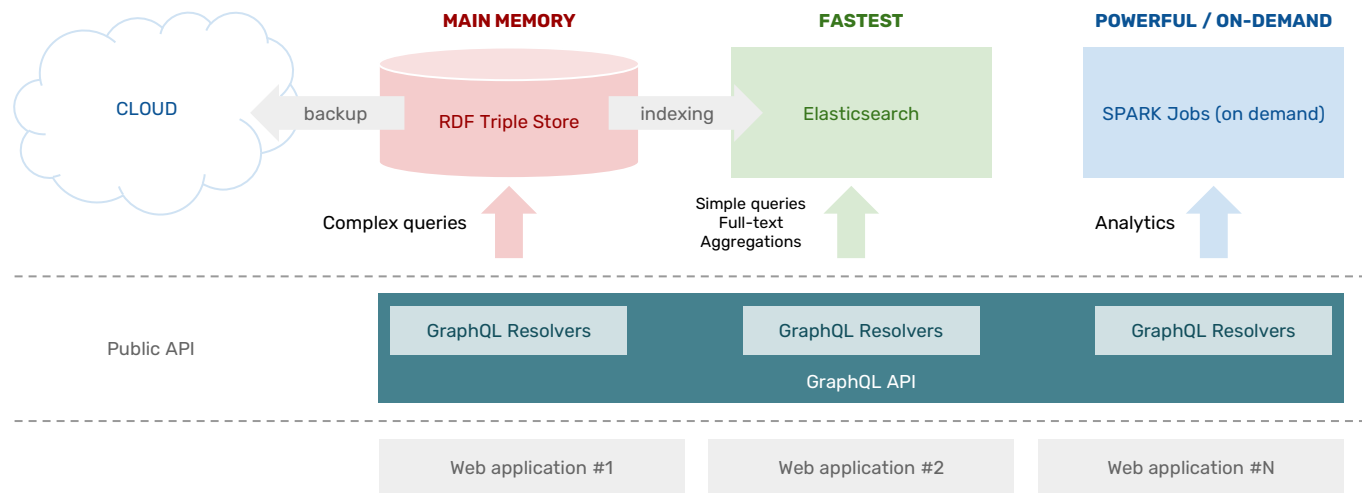 MAIN MEMORY
FASTEST
POWERFUL / ON-DEMAND
CLOUD
backup
RDF Triple Store
indexing
Elasticsearch
SPARK Jobs (on demand)
Complex queries
Simple queries
Full-text
Aggregations
Analytics
Public API
GraphQL Resolvers
GraphQL Resolvers
GraphQL Resolvers
GraphQL API
Web application #1
Web application #2
Web application #N